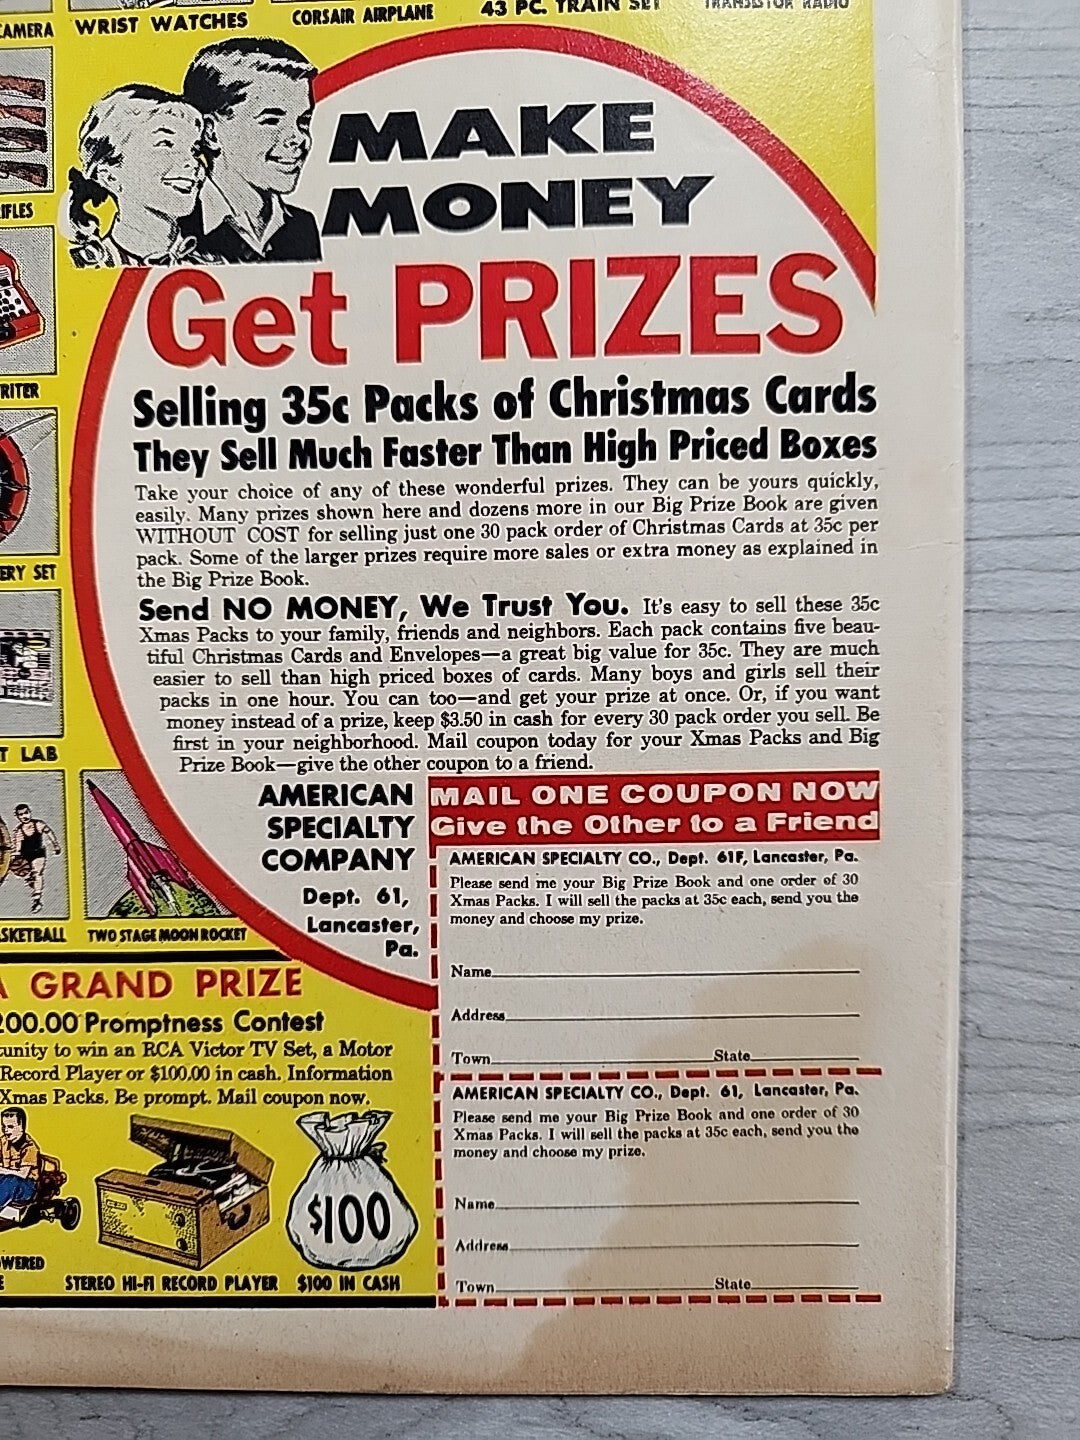 CAMERA
WRIST WATCHES
CORSAIR AIRPLANE
43 PC. TRAIN SET
TRANSISTOR RADIO
IFLES
RITER
ERY SET
T LAB
SKETBALL
TWO STAGE MOON ROCKET
MAKE
MONEY
Get PRIZES
Selling 35c Packs of Christmas Cards
They Sell Much Faster Than High Priced Boxes
Take your choice of any of these wonderful prizes. They can be yours quickly,
easily. Many prizes shown here and dozens more in our Big Prize Book are given
WITHOUT COST for selling just one 30 pack order of Christmas Cards at 35c per
pack. Some of the larger prizes require more sales or extra money as explained in
the Big Prize Book.
Send NO MONEY, We Trust You. It's easy to sell these 35c
Xmas Packs to your family, friends and neighbors. Each pack contains five beau-
tiful Christmas Cards and Envelopes—a great big value for 35c. They are much
easier to sell than high priced boxes of cards. Many boys and girls sell their
packs in one hour. You can too—and get your prize at once. Or, if you want
money instead of a prize, keep $3.50 in cash for every 30 pack order you sell. Be
first in your neighborhood. Mail coupon today for your Xmas Packs and Big
Prize Book—give the other coupon to a friend.
AMERICAN
SPECIALTY
COMPANY
Dept. 61,
Lancaster,
Pa.
MAIL ONE COUPON NOW
Give the Other to a Friend
AMERICAN SPECIALTY CO., Dept. 61F, Lancaster, Pa.
Please send me your Big Prize Book and one order of 30
Xmas Packs. I will sell the packs at 35c each, send you the
money and choose my prize.
Name
Address
Town State
AMERICAN SPECIALTY CO., Dept. 61, Lancaster, Pa.
Please send me your Big Prize Book and one order of 30
Xmas Packs. I will sell the packs at 35c each, send you the
money and choose my prize.
Name
Address
Town State
A GRAND PRIZE
200.00 Promptness Contest
unity to win an RCA Victor TV Set, a Motor
Record Player or $100.00 in cash. Information
Xmas Packs. Be prompt. Mail coupon now.
$100
WERED
E
STEREO HI-FI RECORD PLAYER
$100 IN CASH